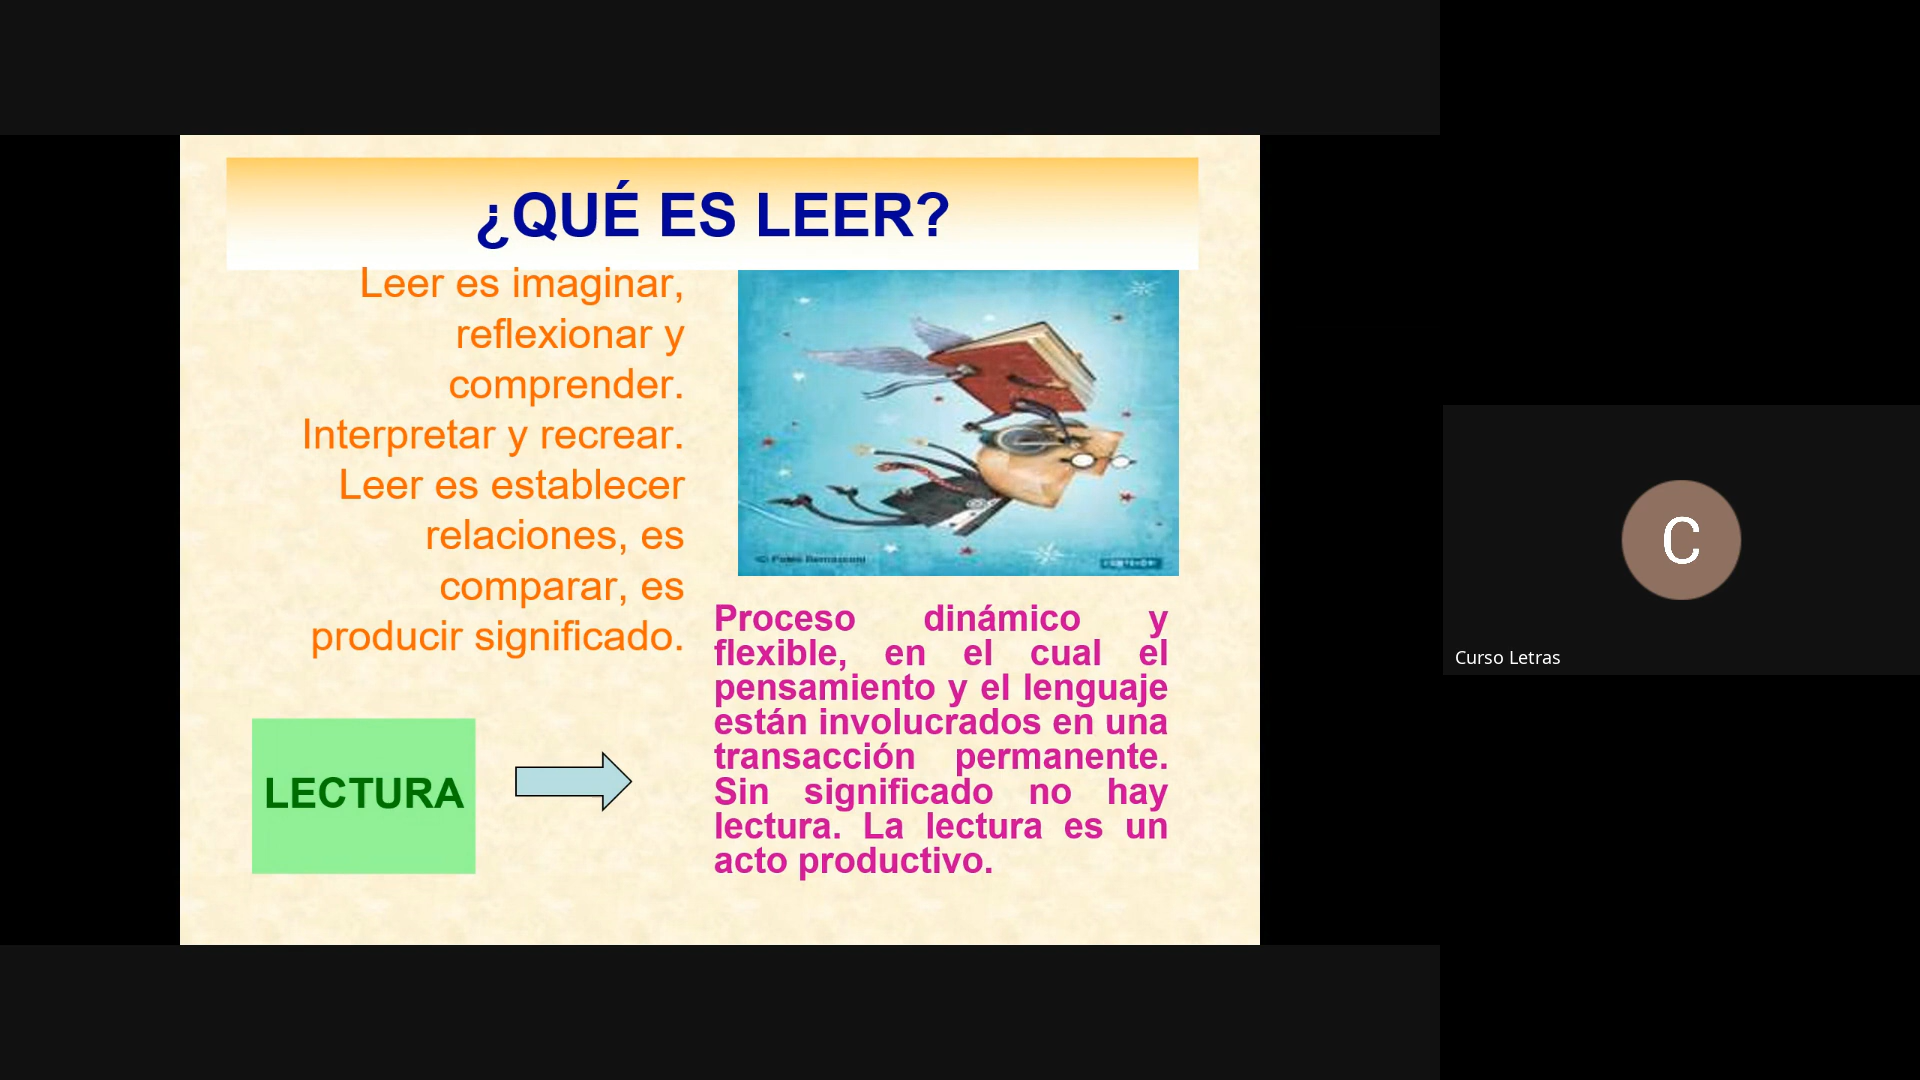 ¿QUÉ ES LEER?
Leer es imaginar,
reflexionar y
comprender.
Interpretar y recrear.
Leer es establecer
relaciones, es
comparar, es
producir significado.
Proceso dinámico y
flexible, en el cual el
pensamiento y el lenguaje
están involucrados en una
transacción permanente.
Sin significado no hay
lectura. La lectura es un
acto productivo.
LECTURA
C
Curso Letras